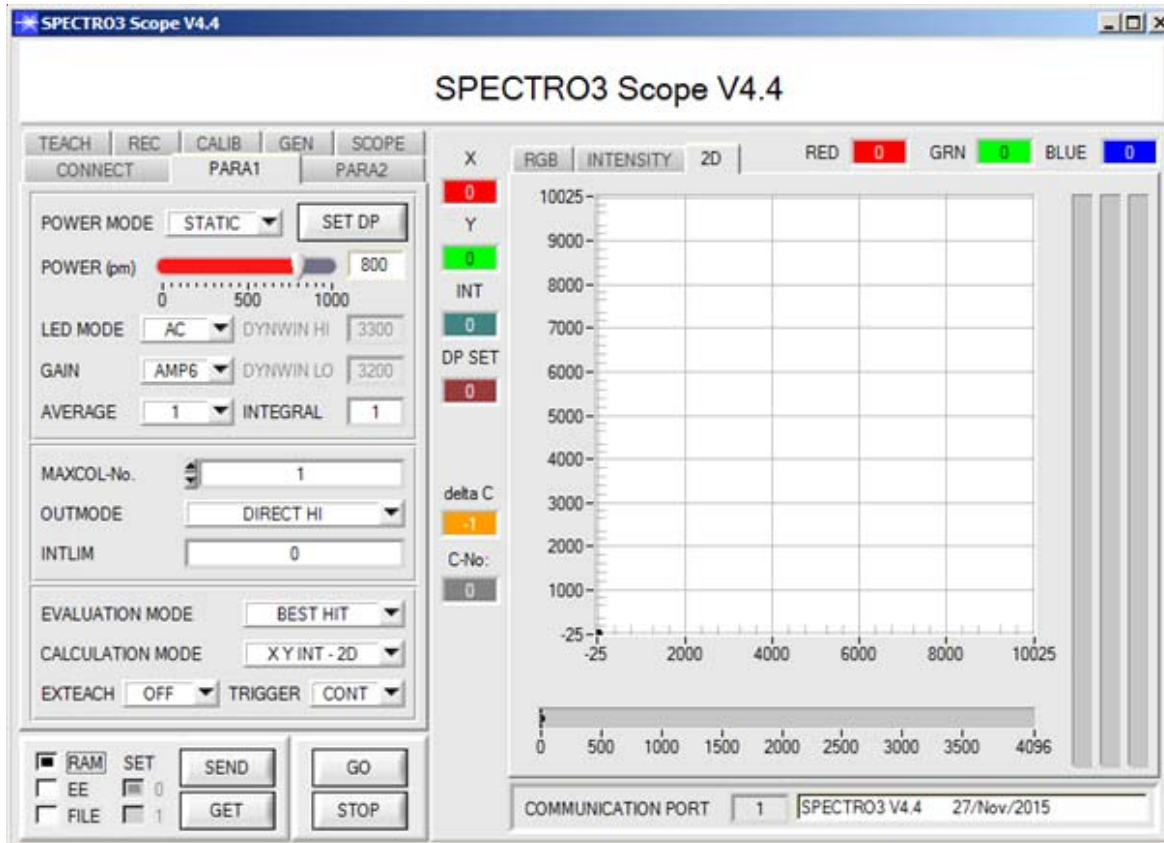 SPECTRO3 Scope V4.4
SPECTRO3 Scope V4.4
TEACH REC CALIB GEN SCOPE
CONNECT PARA1 PARA2
POWER MODE STATIC SET DP
POWER (pm) 800
0 500 1000
LED MODE AC DYNWIN HI 3300
GAIN AMP6 DYNWIN LO 3200
AVERAGE 1 INTEGRAL 1
MAXCOL-No. 1
OUTMODE DIRECT HI
INTLIM 0
EVALUATION MODE BEST HIT
CALCULATION MODE X Y INT - 2D
EXTEACH OFF TRIGGER CONT
RAM SET SEND GO
EE 0
FILE 1 GET STOP
X
0
Y
0
INT
0
DP SET
0
delta C
-1
C-No:
0
RGB INTENSITY 2D RED 0 GRN 0 BLUE 0
10025
9000
8000
7000
6000
5000
4000
3000
2000
1000
-25
-25 2000 4000 6000 8000 10025
0 500 1000 1500 2000 2500 3000 3500 4096
COMMUNICATION PORT 1 SPECTRO3 V4.4 27/Nov/2015